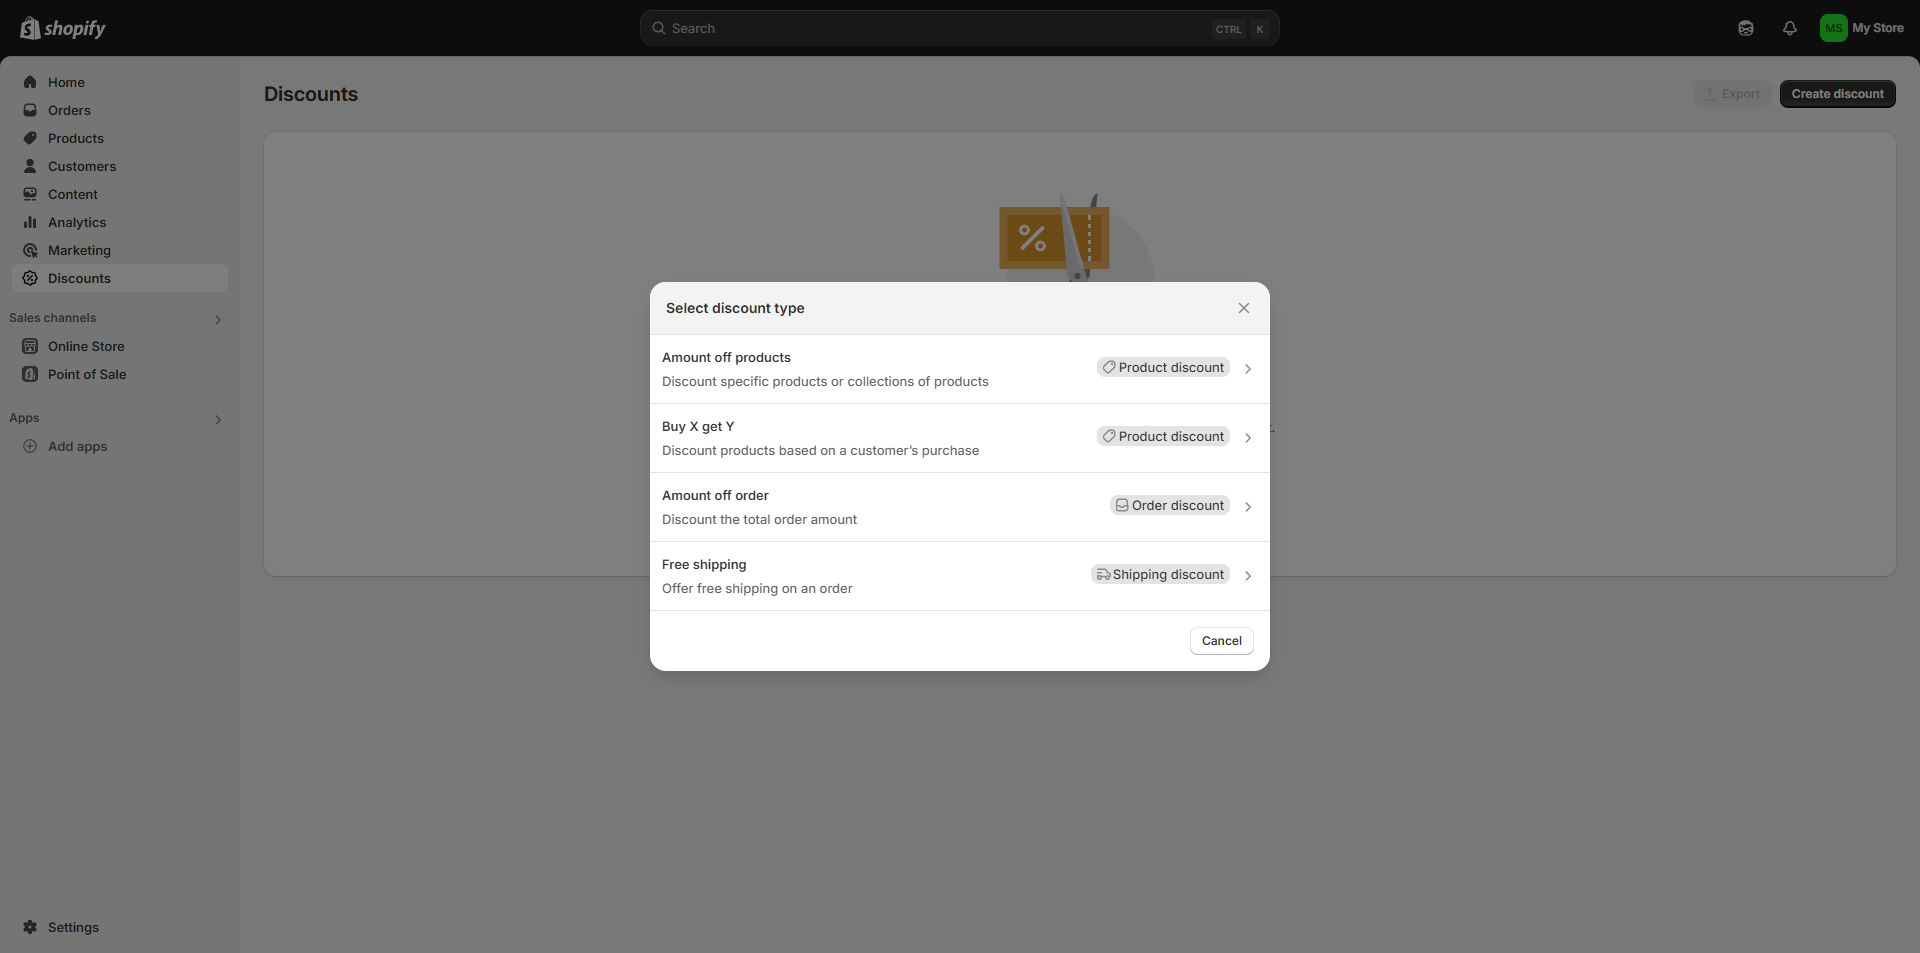 shopify
Search
CTRL K
MS My Store
Home
Orders
Products
Customers
Content
Analytics
Marketing
Discounts
Sales channels
Online Store
Point of Sale
Apps
Add apps
Settings
Discounts
Export
Create discount
%
Select discount type
Amount off products
Discount specific products or collections of products
Product discount
Buy X get Y
Discount products based on a customer’s purchase
Product discount
Amount off order
Discount the total order amount
Order discount
Free shipping
Offer free shipping on an order
Shipping discount
Cancel